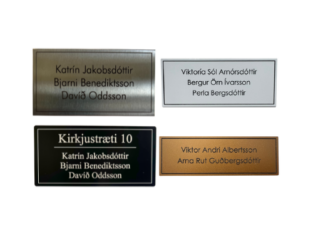 Katrín Jakobsdóttir
Bjarni Benediktsson
Davíð Oddsson
Viktoría Sól Arnórsdóttir
Bergur Örn Ívarsson
Perla Bergsdóttir
Kirkjustræti 10
Katrín Jakobsdóttir
Bjarni Benediktsson
Davíð Oddsson
Viktor Andri Albertsson
Arna Rut Guðbergsdóttir